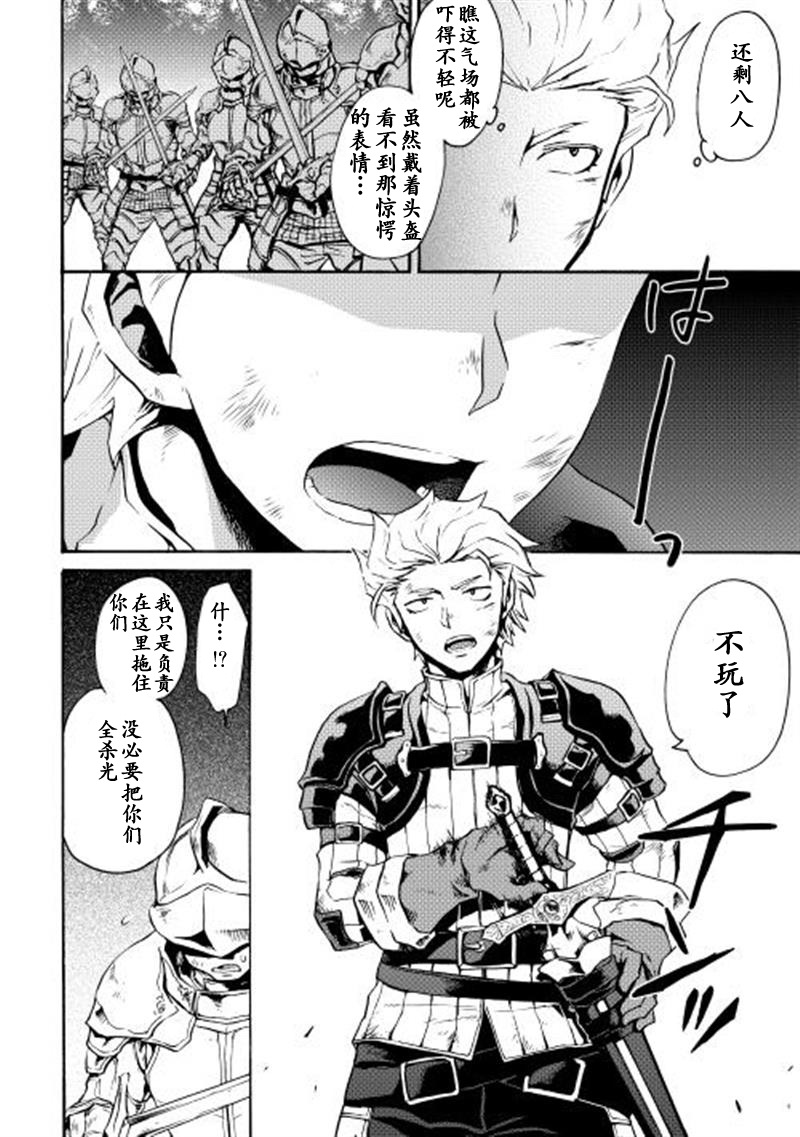 还剩八人
瞧这气场都被
吓得不轻呢
虽然戴着头盔
看不到那惊愕
的表情…
はーっ
不玩了
チン
什…!?
我只是负责
在这里拖住
你们
没必要把你们
全杀光